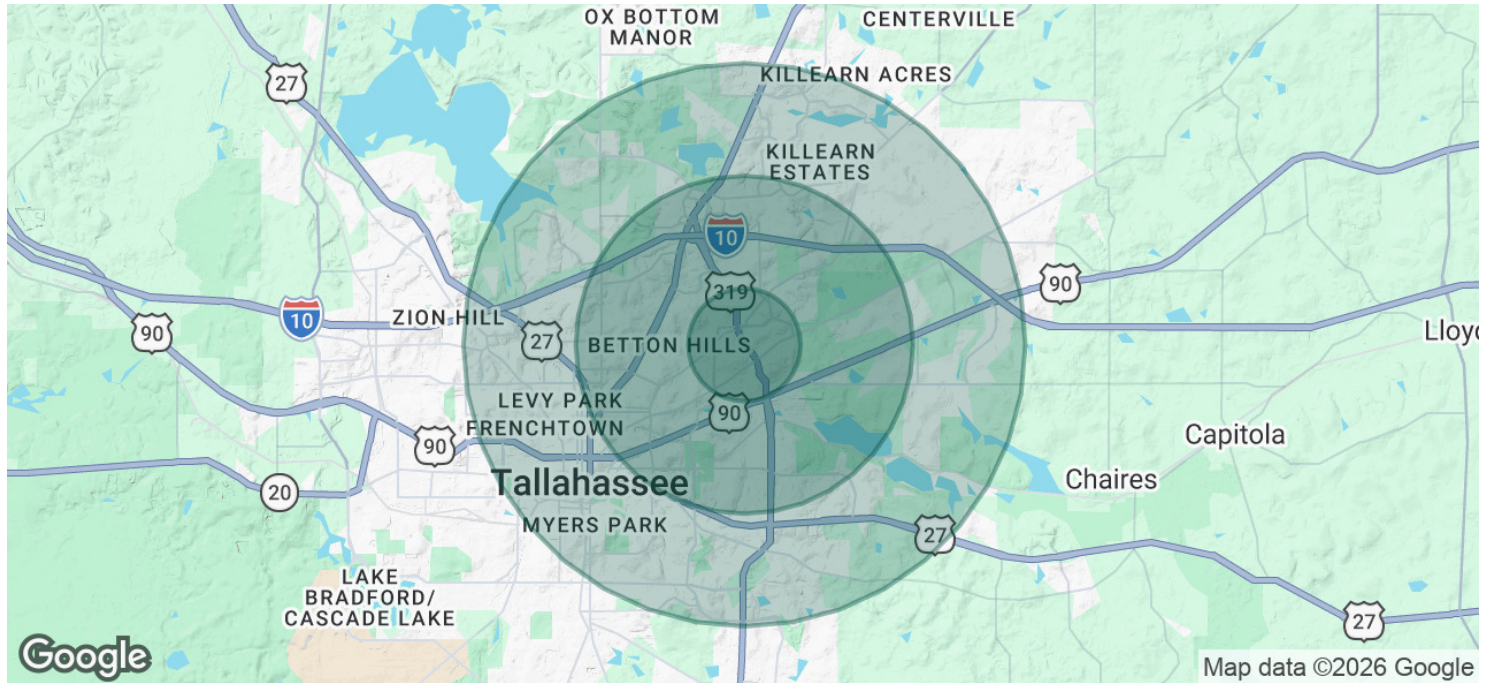 OX BOTTOM
MANOR
CENTERVILLE
27
KILLEARN ACRES
KILLEARN
ESTATES
10
90
319
10
ZION HILL
90
27
BETTON HILLS
LEVY PARK
90
FRENCHTOWN
90
Capitola
Tallahassee
20
Chaires
MYERS PARK
27
LAKE
BRADFORD/
CASCADE LAKE
27
Google
Map data ©2026 Google